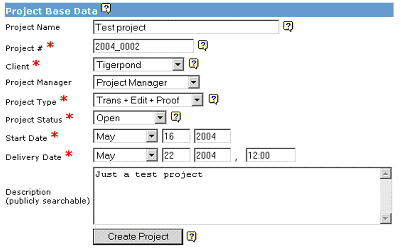 Project Base Data ?
Project Name Test project
Project # * 2004_0002 ?
Client * Tigerpond ?
Project Manager Project Manager
Project Type * Trans + Edit + Proof ?
Project Status * Open ?
Start Date * May 16 2004
Delivery Date * May 22 2004 , 12:00
Description
(publicly searchable)
Just a test project
Create Project ?